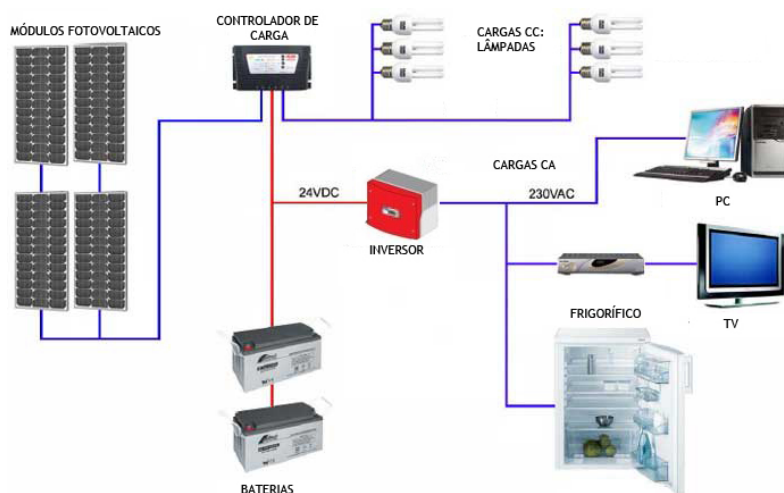 MÓDULOS FOTOVOLTAICOS
CONTROLADOR DE
CARGA
CARGAS CC:
LÂMPADAS
CARGAS CA
24VDC
230VAC
INVERSOR
PC
TV
FRIGORÍFICO
BATERIAS